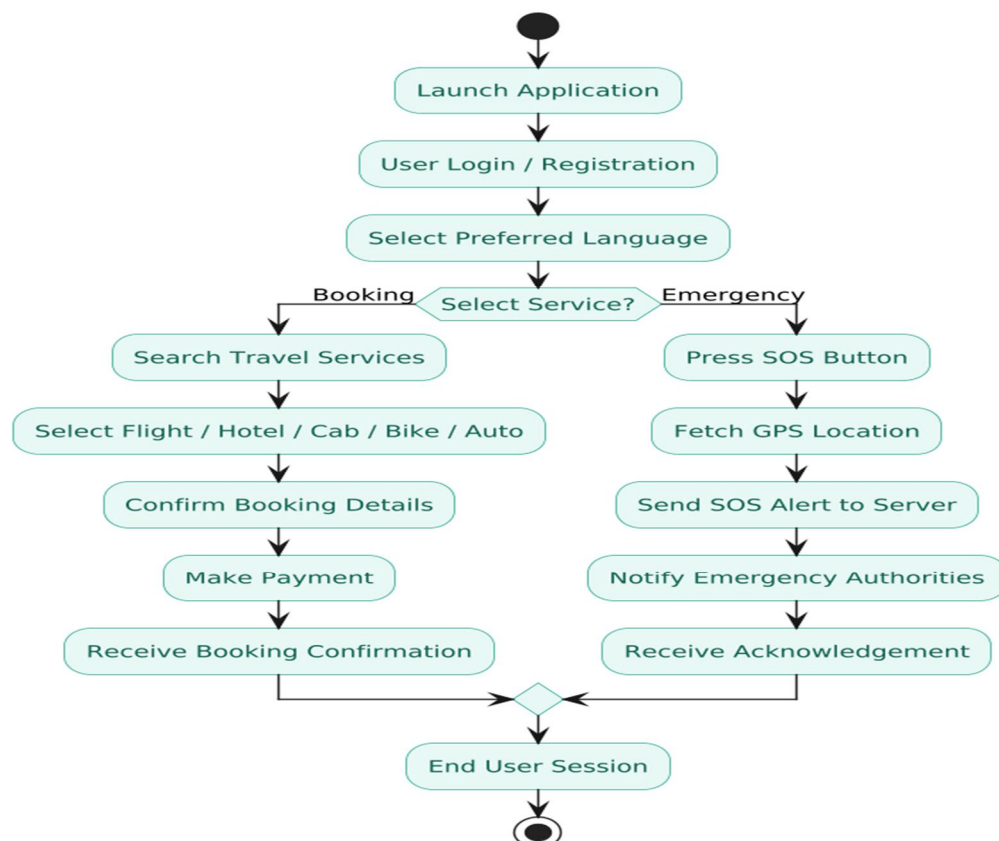 Launch Application
User Login / Registration
Select Preferred Language
Booking
Select Service?
Emergency
Search Travel Services
Select Flight / Hotel / Cab / Bike / Auto
Confirm Booking Details
Make Payment
Receive Booking Confirmation
Press SOS Button
Fetch GPS Location
Send SOS Alert to Server
Notify Emergency Authorities
Receive Acknowledgement
End User Session